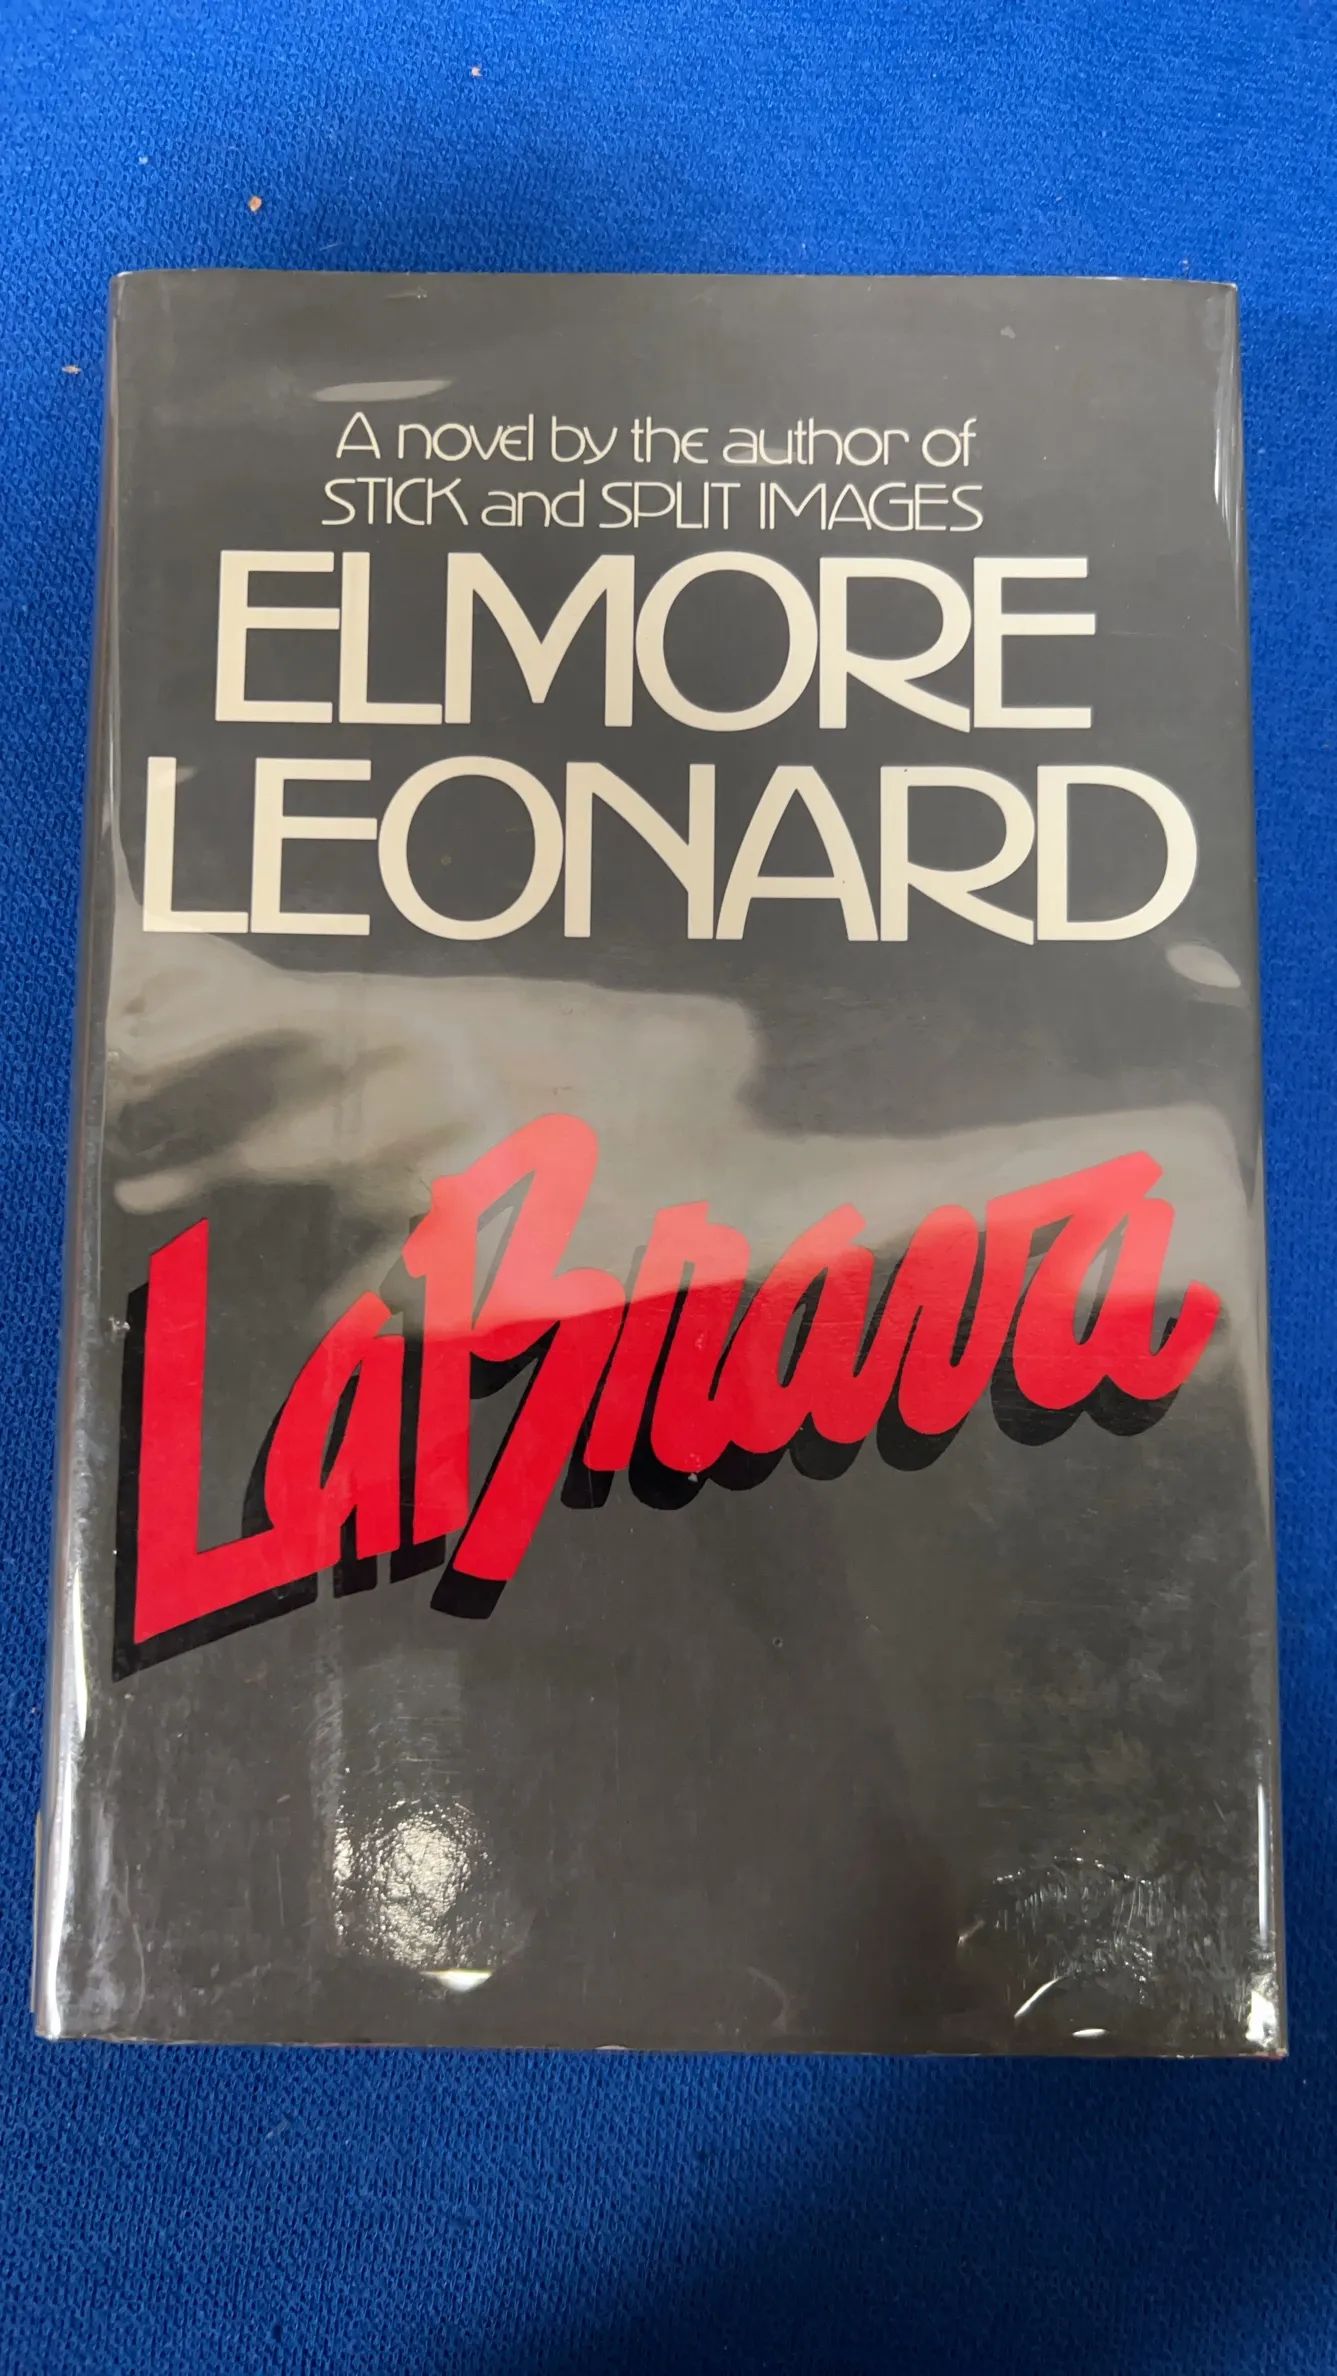 A novel by the author of
STICK and SPLIT IMAGES
ELMORE
LEONARD
LaBrava